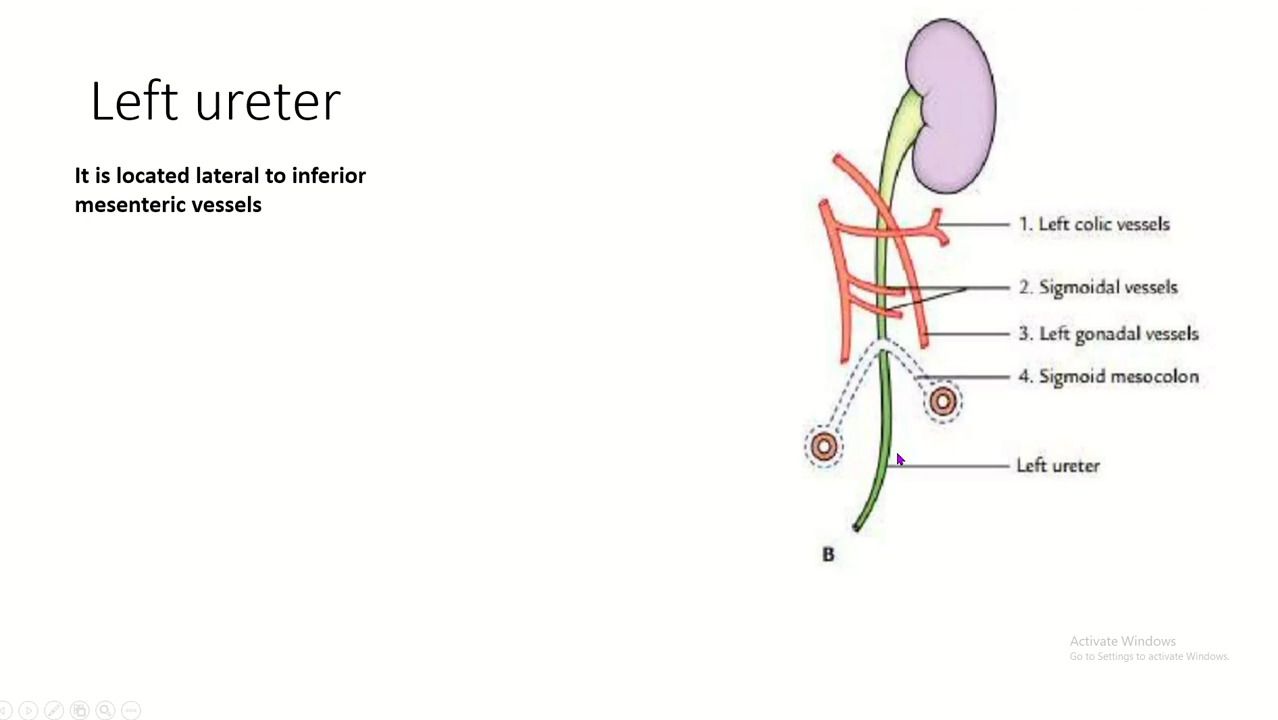 Left ureter
It is located lateral to inferior
mesenteric vessels
1. Left colic vessels
2. Sigmoidal vessels
3. Left gonadal vessels
4. Sigmoid mesocolon
Left ureter
B
Activate Windows
Go to Settings to activate Windows.